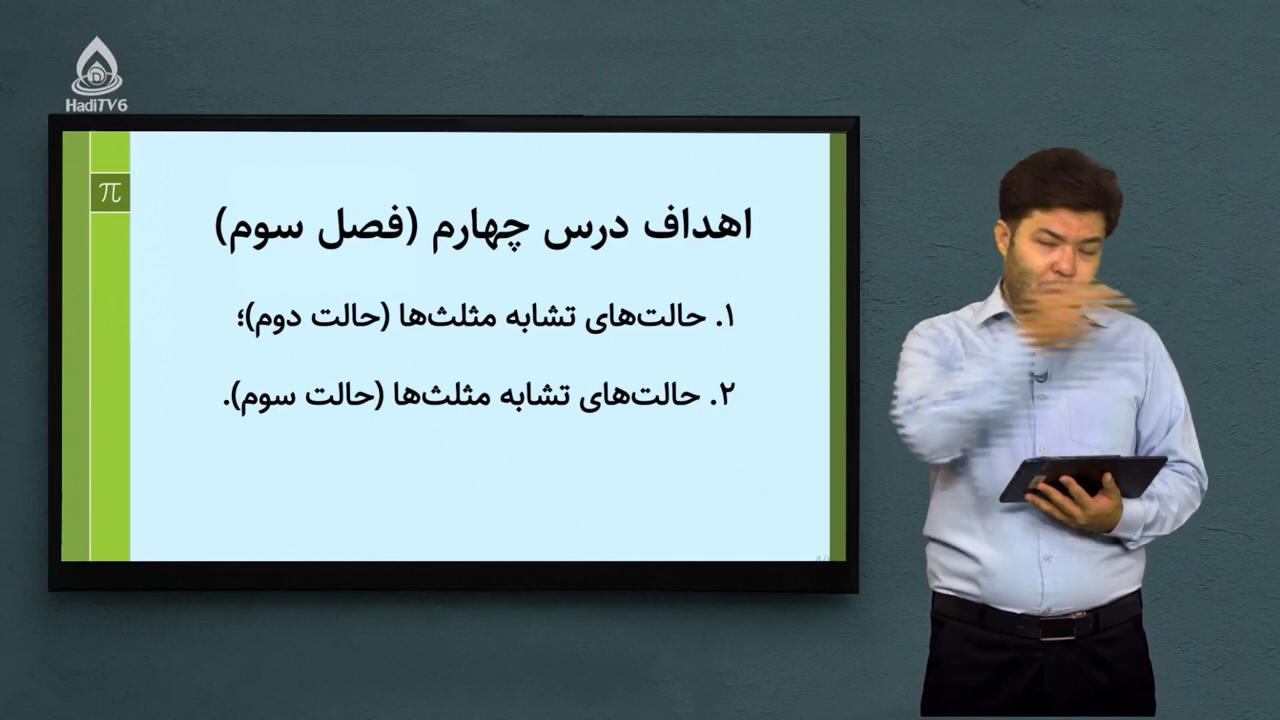 HadiTV6
π
اهداف درس چهارم (فصل سوم)
۱. حالت‌های تشابه مثلث‌ها (حالت دوم)؛
۲. حالت‌های تشابه مثلث‌ها (حالت سوم).